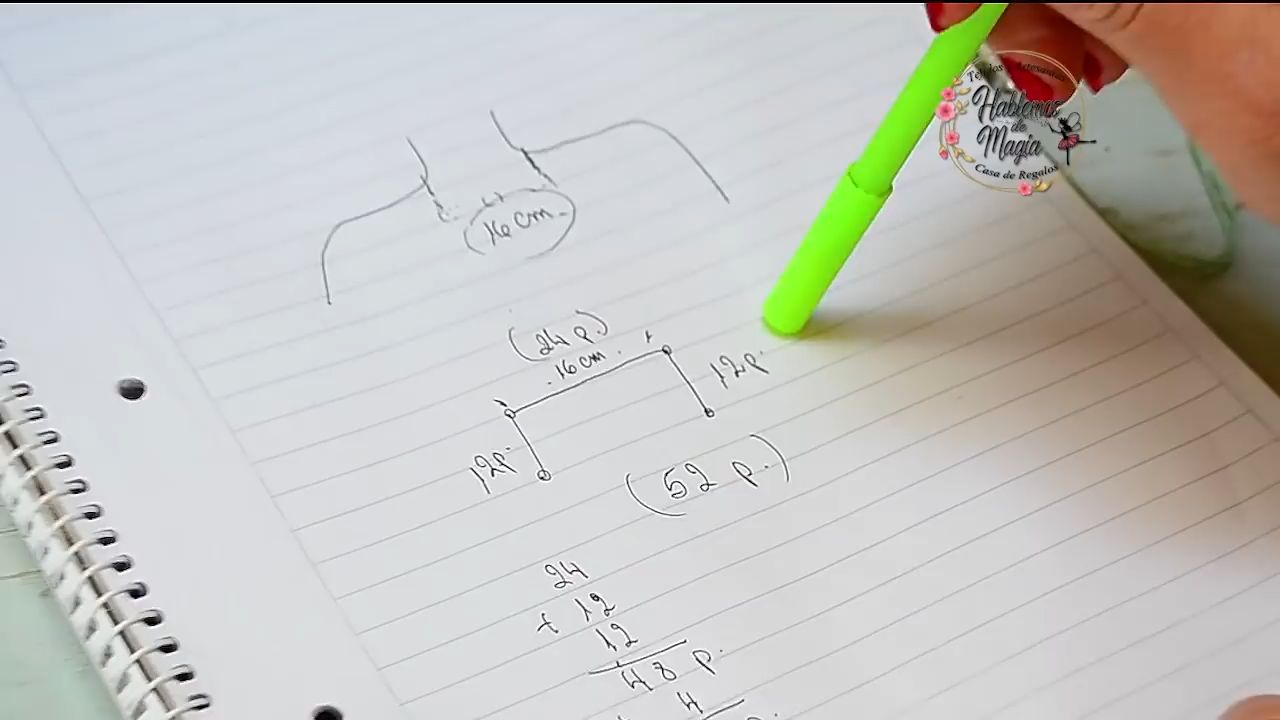 Tejidos Artesanías
Hablemos
de
Magia
Casa de Regalos
(16 cm)
(24 p.)
16 cm.
12 p.
12 p.
(52 p.)
24
+ 12
12
48 p.
4